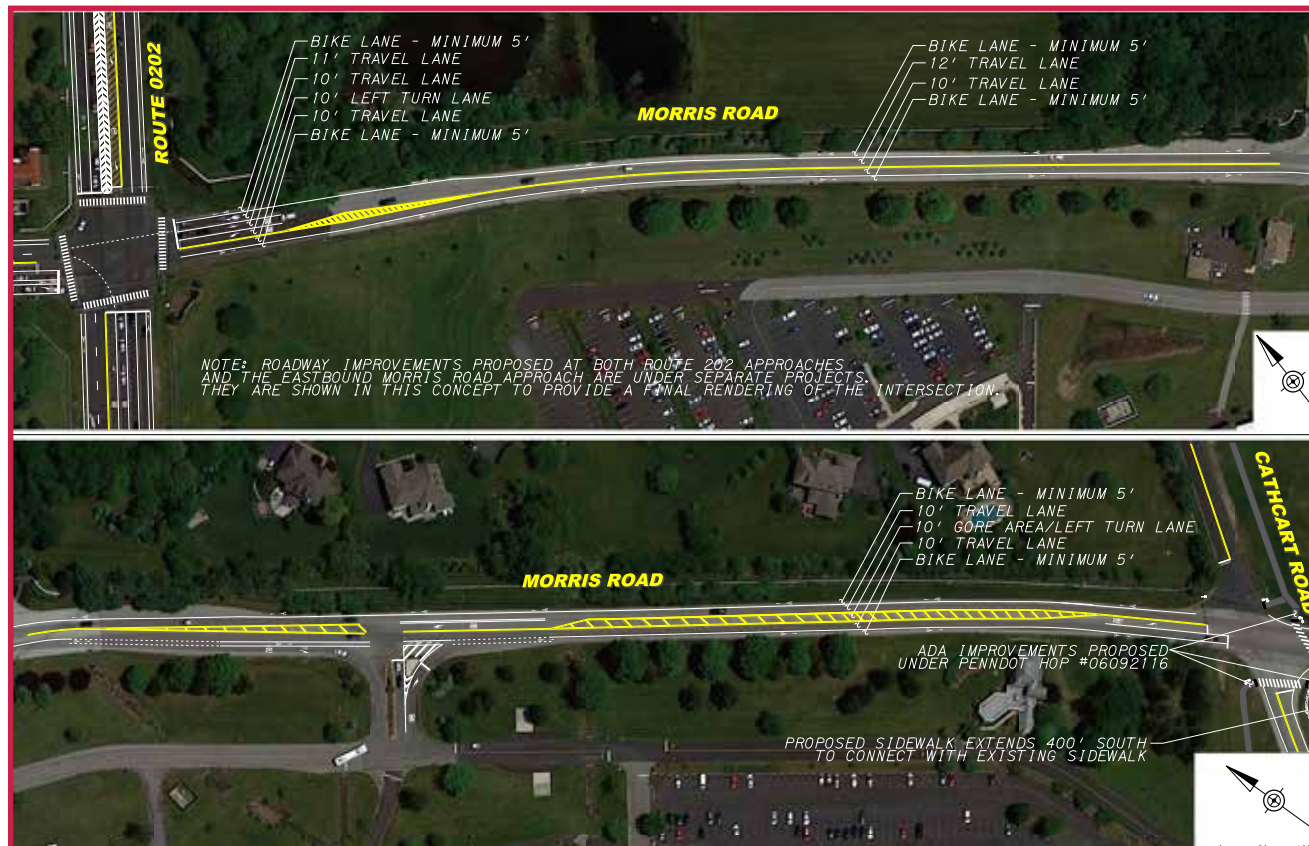 ROUTE 0202
BIKE LANE - MINIMUM 5'
11' TRAVEL LANE
10' TRAVEL LANE
10' LEFT TURN LANE
10' TRAVEL LANE
BIKE LANE - MINIMUM 5'
MORRIS ROAD
BIKE LANE - MINIMUM 5'
12' TRAVEL LANE
10' TRAVEL LANE
BIKE LANE - MINIMUM 5'
NOTE: ROADWAY IMPROVEMENTS PROPOSED AT BOTH ROUTE 202 APPROACHES
AND THE EASTBOUND MORRIS ROAD APPROACH ARE UNDER SEPARATE PROJECTS.
THEY ARE SHOWN IN THIS CONCEPT TO PROVIDE A FINAL RENDERING OF THE INTERSECTION.
MORRIS ROAD
BIKE LANE - MINIMUM 5'
10' TRAVEL LANE
10' GORE AREA/LEFT TURN LANE
10' TRAVEL LANE
BIKE LANE - MINIMUM 5'
CATHCART ROAD
ADA IMPROVEMENTS PROPOSED
UNDER PENNDOT HOP #06092116
PROPOSED SIDEWALK EXTENDS 400' SOUTH
TO CONNECT WITH EXISTING SIDEWALK